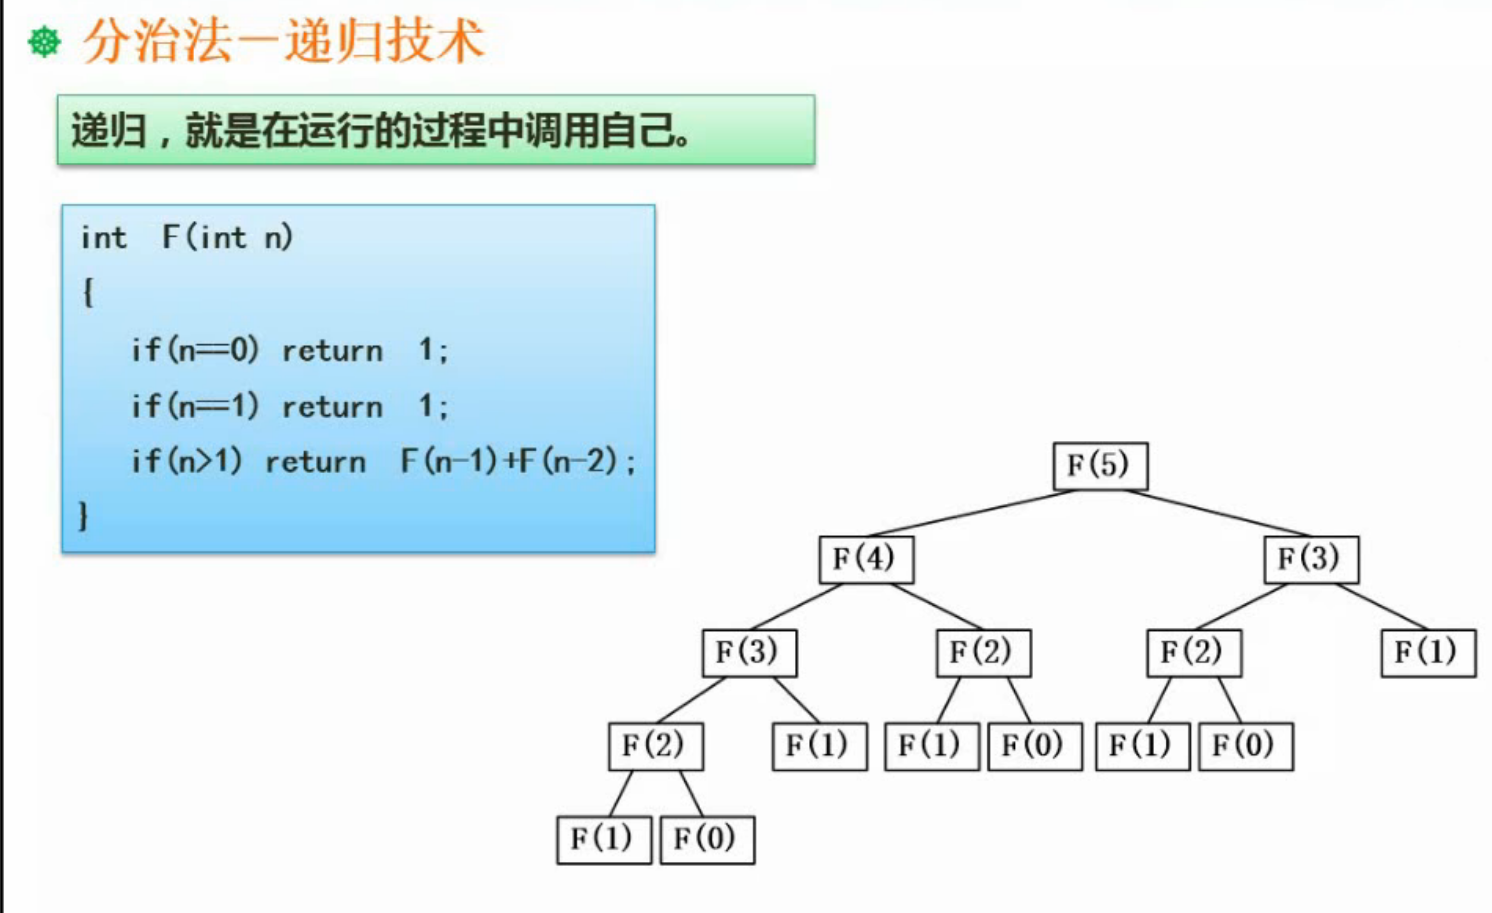 分治法－递归技术
递归，就是在运行的过程中调用自己。
int F(int n)
{
if(n==0) return 1;
if(n==1) return 1;
if(n>1) return F(n-1)+F(n-2);
}
F(5)
F(4) F(3)
F(3) F(2) F(2) F(1)
F(2) F(1) F(1) F(0) F(1) F(0)
F(1) F(0)